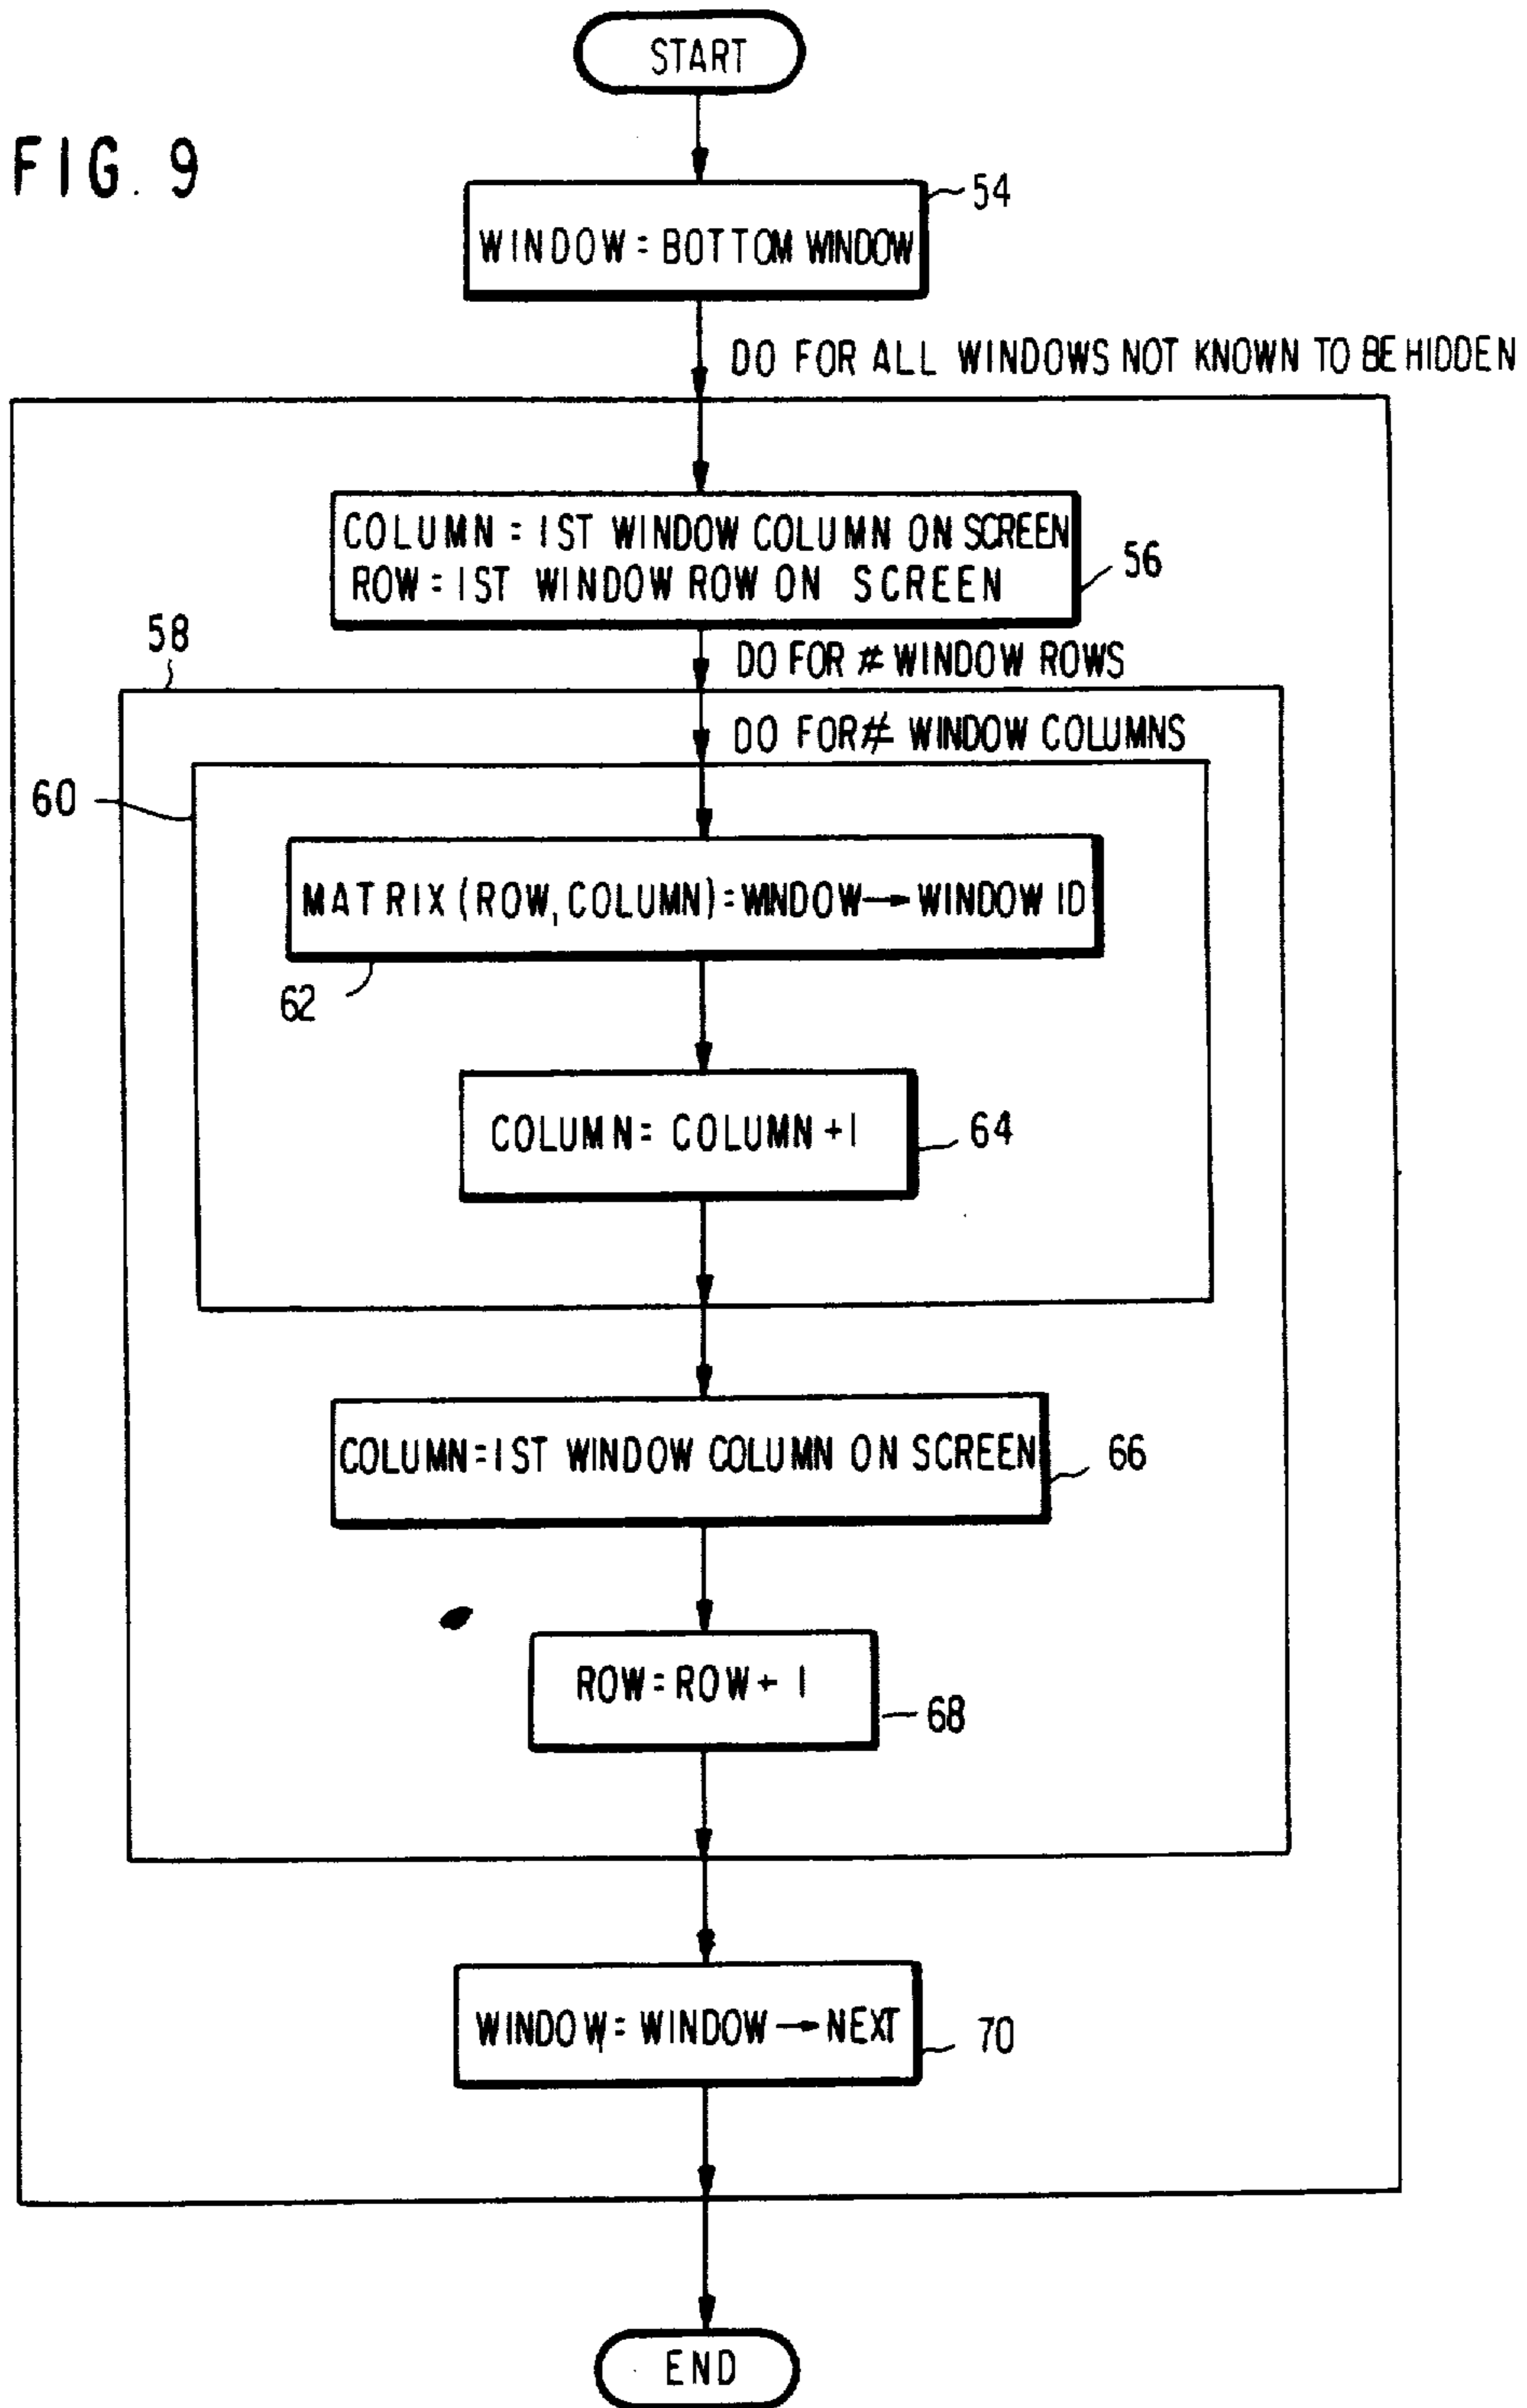 START
FIG. 9
54
WINDOW = BOTTOM WINDOW
DO FOR ALL WINDOWS NOT KNOWN TO BE HIDDEN
COLUMN = 1ST WINDOW COLUMN ON SCREEN
ROW = 1ST WINDOW ROW ON SCREEN
56
58
DO FOR # WINDOW ROWS
DO FOR # WINDOW COLUMNS
60
MATRIX (ROW, COLUMN) = WINDOW → WINDOW ID
62
COLUMN = COLUMN + 1
64
COLUMN = 1ST WINDOW COLUMN ON SCREEN
66
ROW = ROW + 1
68
WINDOW = WINDOW → NEXT
70
END